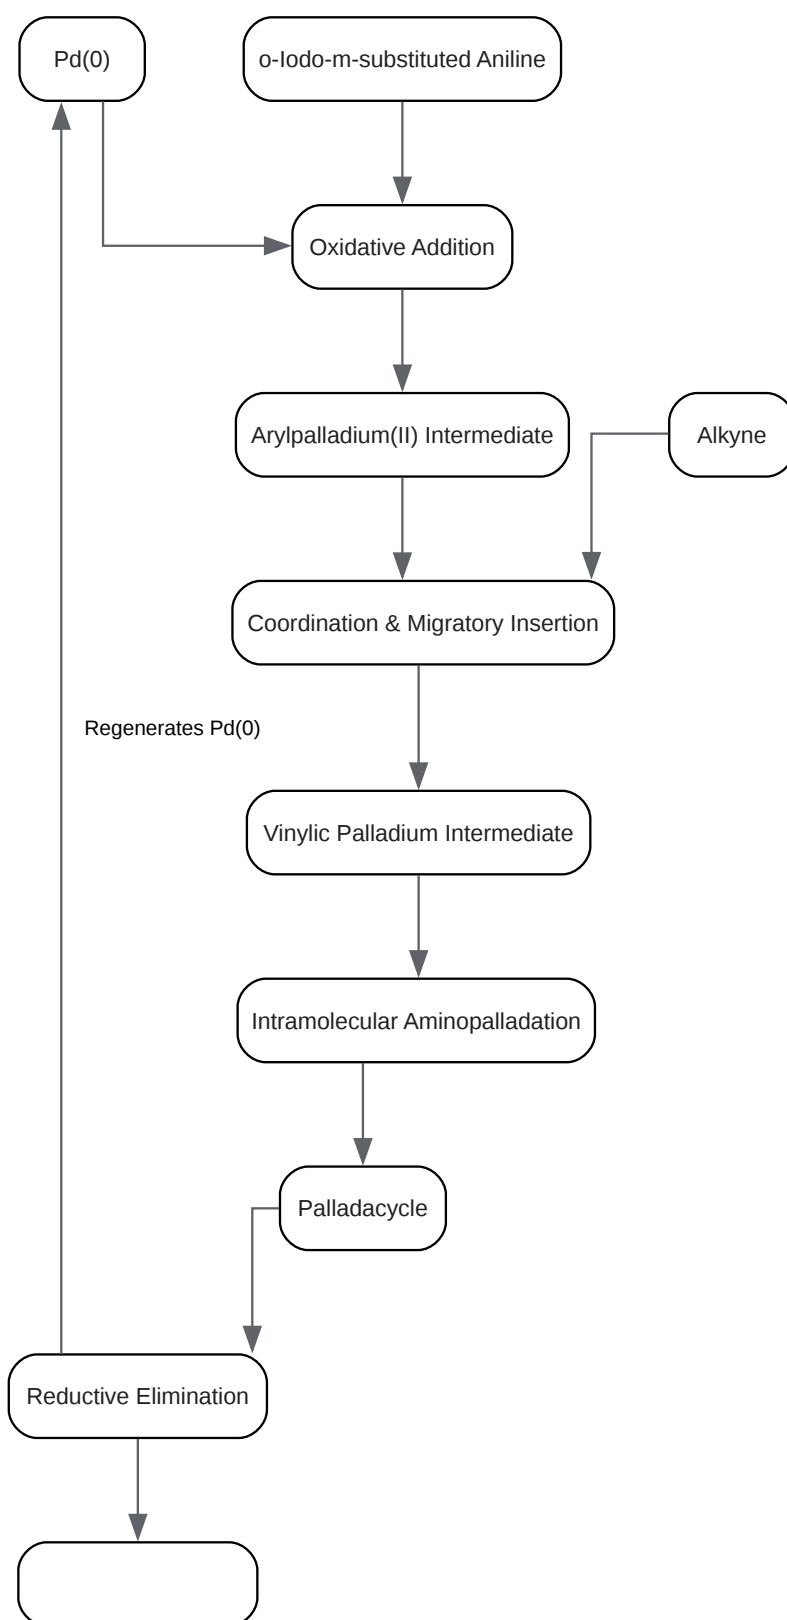 Pd(0)
o-Iodo-m-substituted Aniline
Oxidative Addition
Arylpalladium(II) Intermediate
Alkyne
Coordination & Migratory Insertion
Regenerates Pd(0)
Vinylic Palladium Intermediate
Intramolecular Aminopalladation
Palladacycle
Reductive Elimination